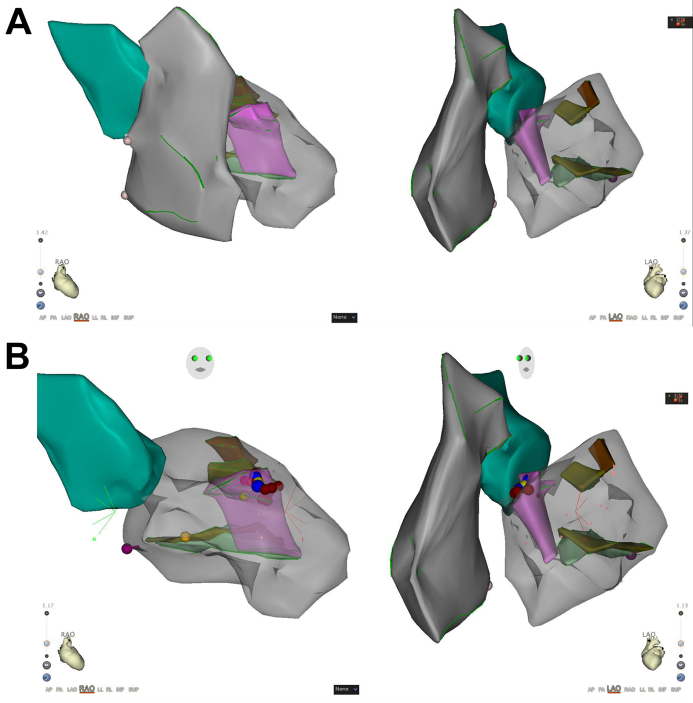 A
1.42
RAO
AP PA LAO RAO LL RL INF SUP
None
1.37
LAO
AP PA LAO RAO LL RL INF SUP
B
1.17
RAO
AP PA LAO RAO LL RL INF SUP
None
1.13
LAO
AP PA LAO RAO LL RL INF SUP